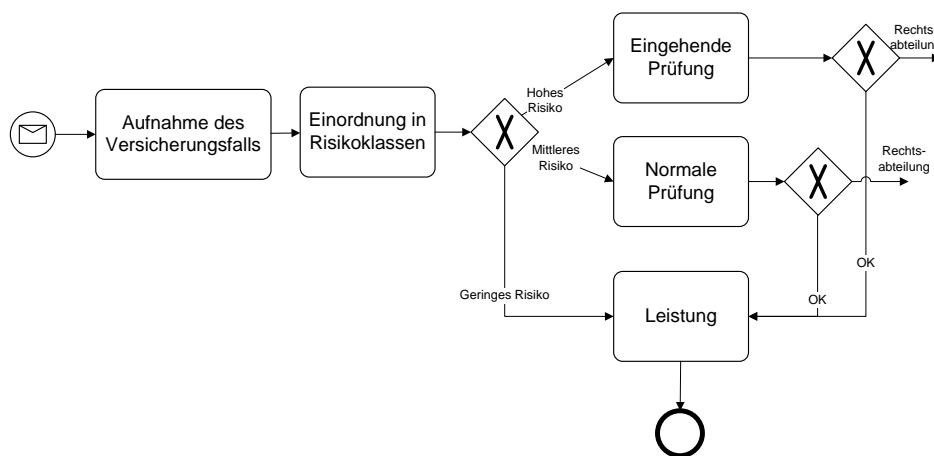 Aufnahme des
Versicherungsfalls
Einordnung in
Risikoklassen
Hohes
Risiko
Eingehende
Prüfung
Rechts
abteilun
Mittleres
Risiko
Normale
Prüfung
Rechts-
abteilung
Geringes Risiko
Leistung
OK
OK